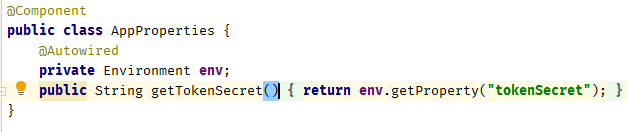 @Component
public class AppProperties {
@Autowired
private Environment env;
public String getTokenSecret() { return env.getProperty("tokenSecret"); }
}